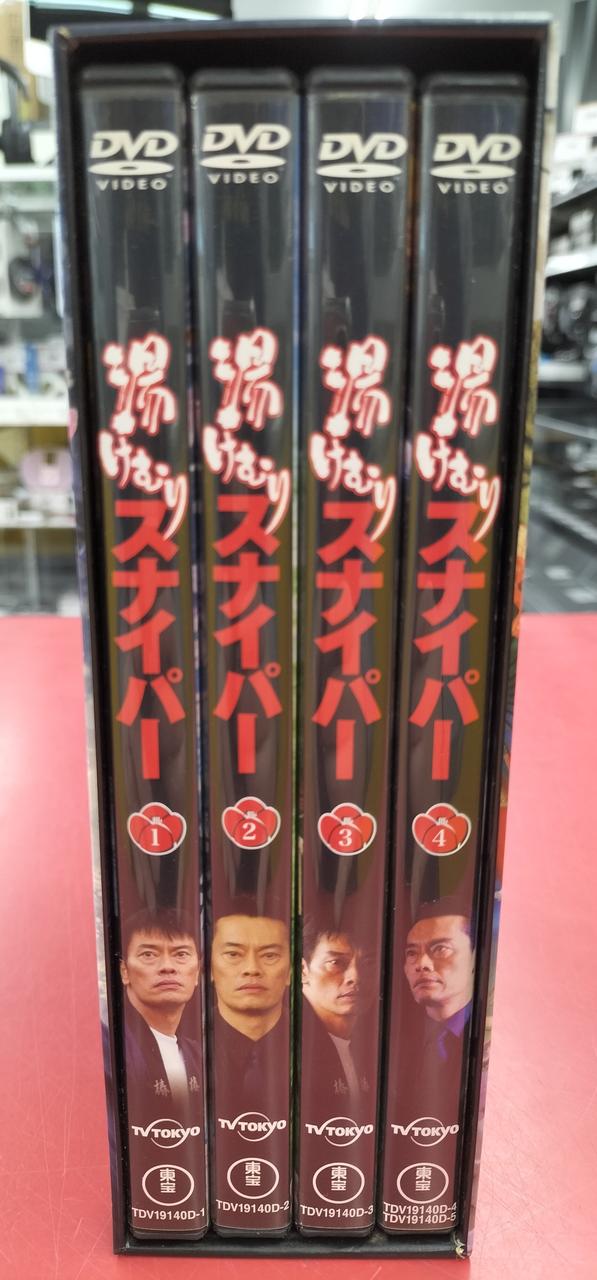 DVD
VIDEO
湯けむり
スナイパー
1
TV TOKYO
東宝
TDV19140D-1
DVD
VIDEO
湯けむり
スナイパー
2
TV TOKYO
東宝
TDV19140D-2
DVD
VIDEO
湯けむり
スナイパー
3
TV TOKYO
東宝
TDV19140D-3
DVD
VIDEO
湯けむり
スナイパー
4
TV TOKYO
東宝
TDV19140D-4
TDV19140D-5